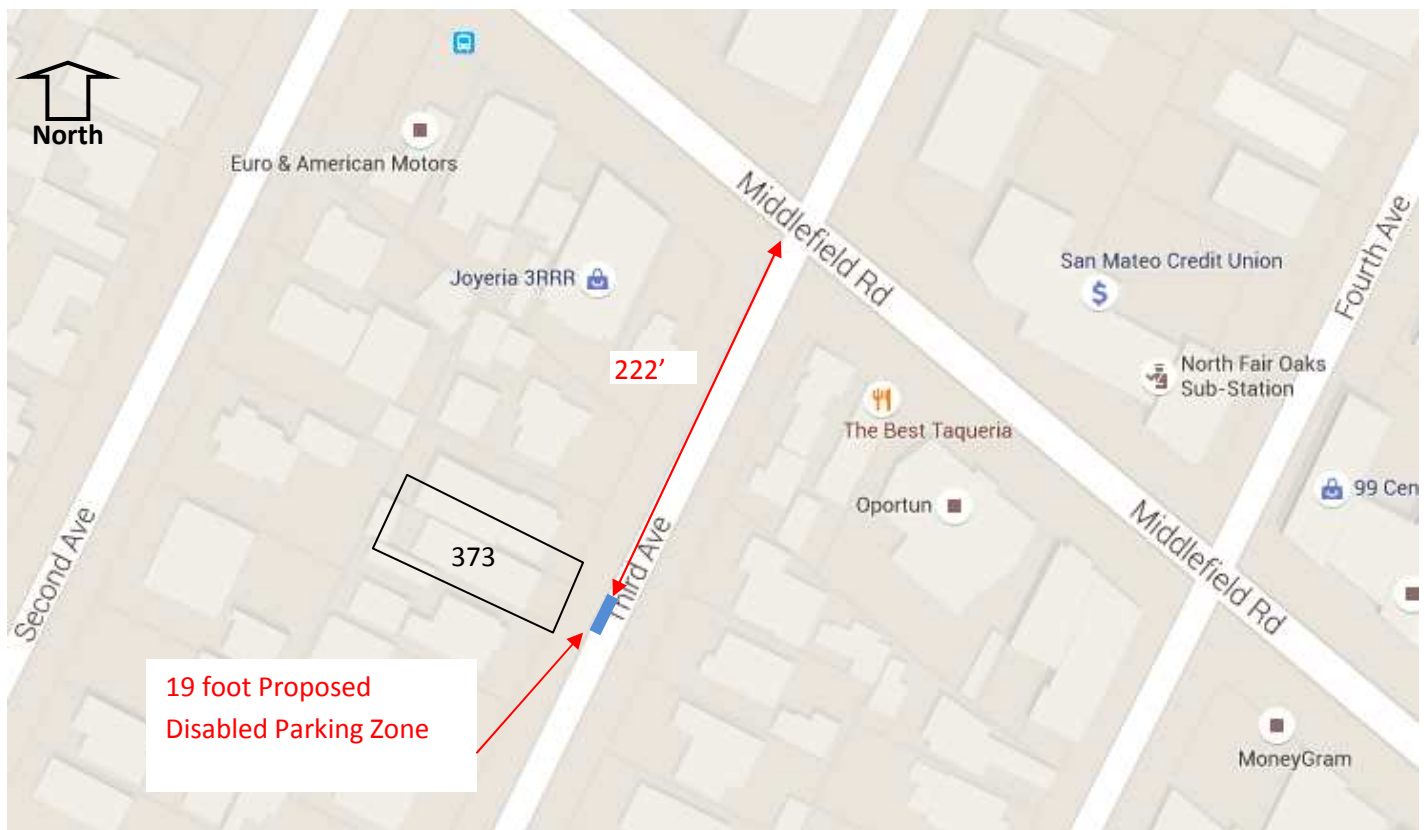 North
Euro & American Motors
Middlefield Rd
Joyeria 3RRR
San Mateo Credit Union
$
Fourth Ave
222’
North Fair Oaks
Sub-Station
The Best Taqueria
99 Cen
Oportun
Middlefield Rd
Second Ave
373
Third Ave
19 foot Proposed
Disabled Parking Zone
MoneyGram